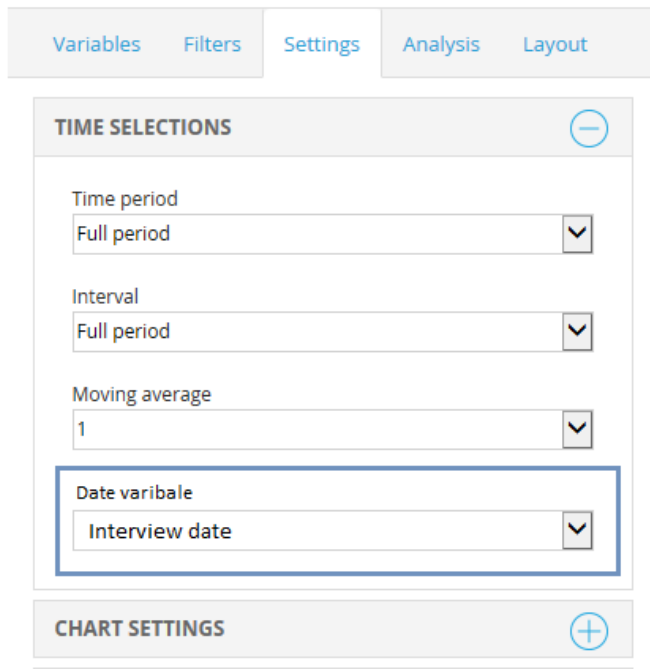 Variables Filters Settings Analysis Layout
TIME SELECTIONS
Time period
Full period
Interval
Full period
Moving average
1
Date varibale
Interview date
CHART SETTINGS